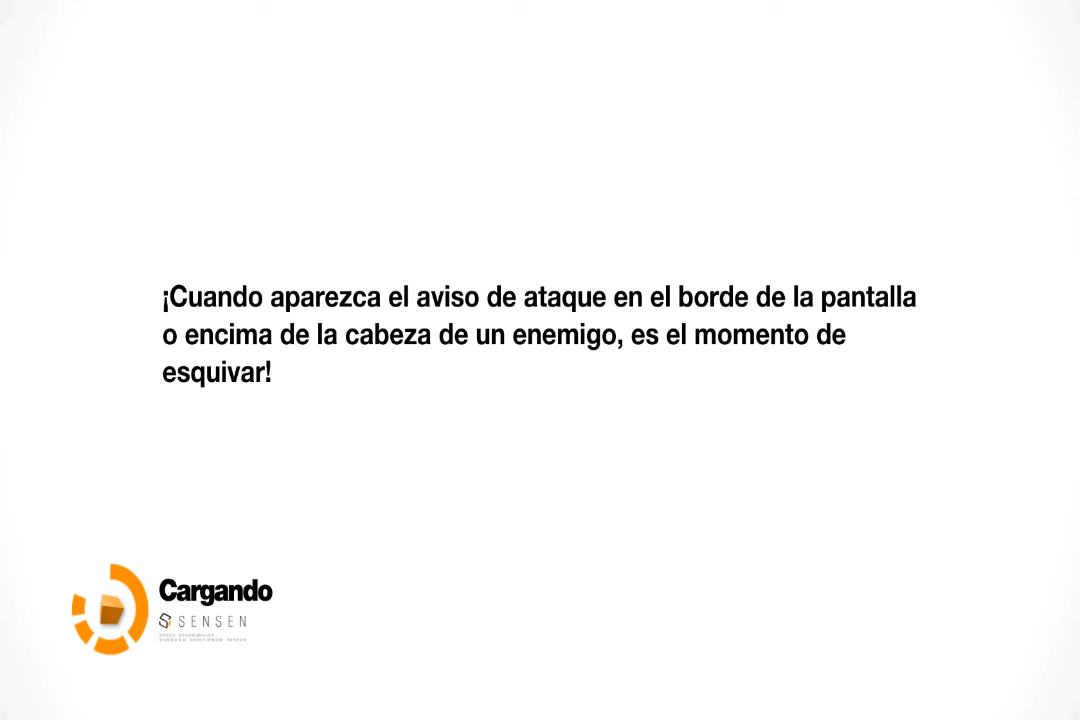 ¡Cuando aparezca el aviso de ataque en el borde de la pantalla
o encima de la cabeza de un enemigo, es el momento de
esquivar!
Cargando
SENSEN